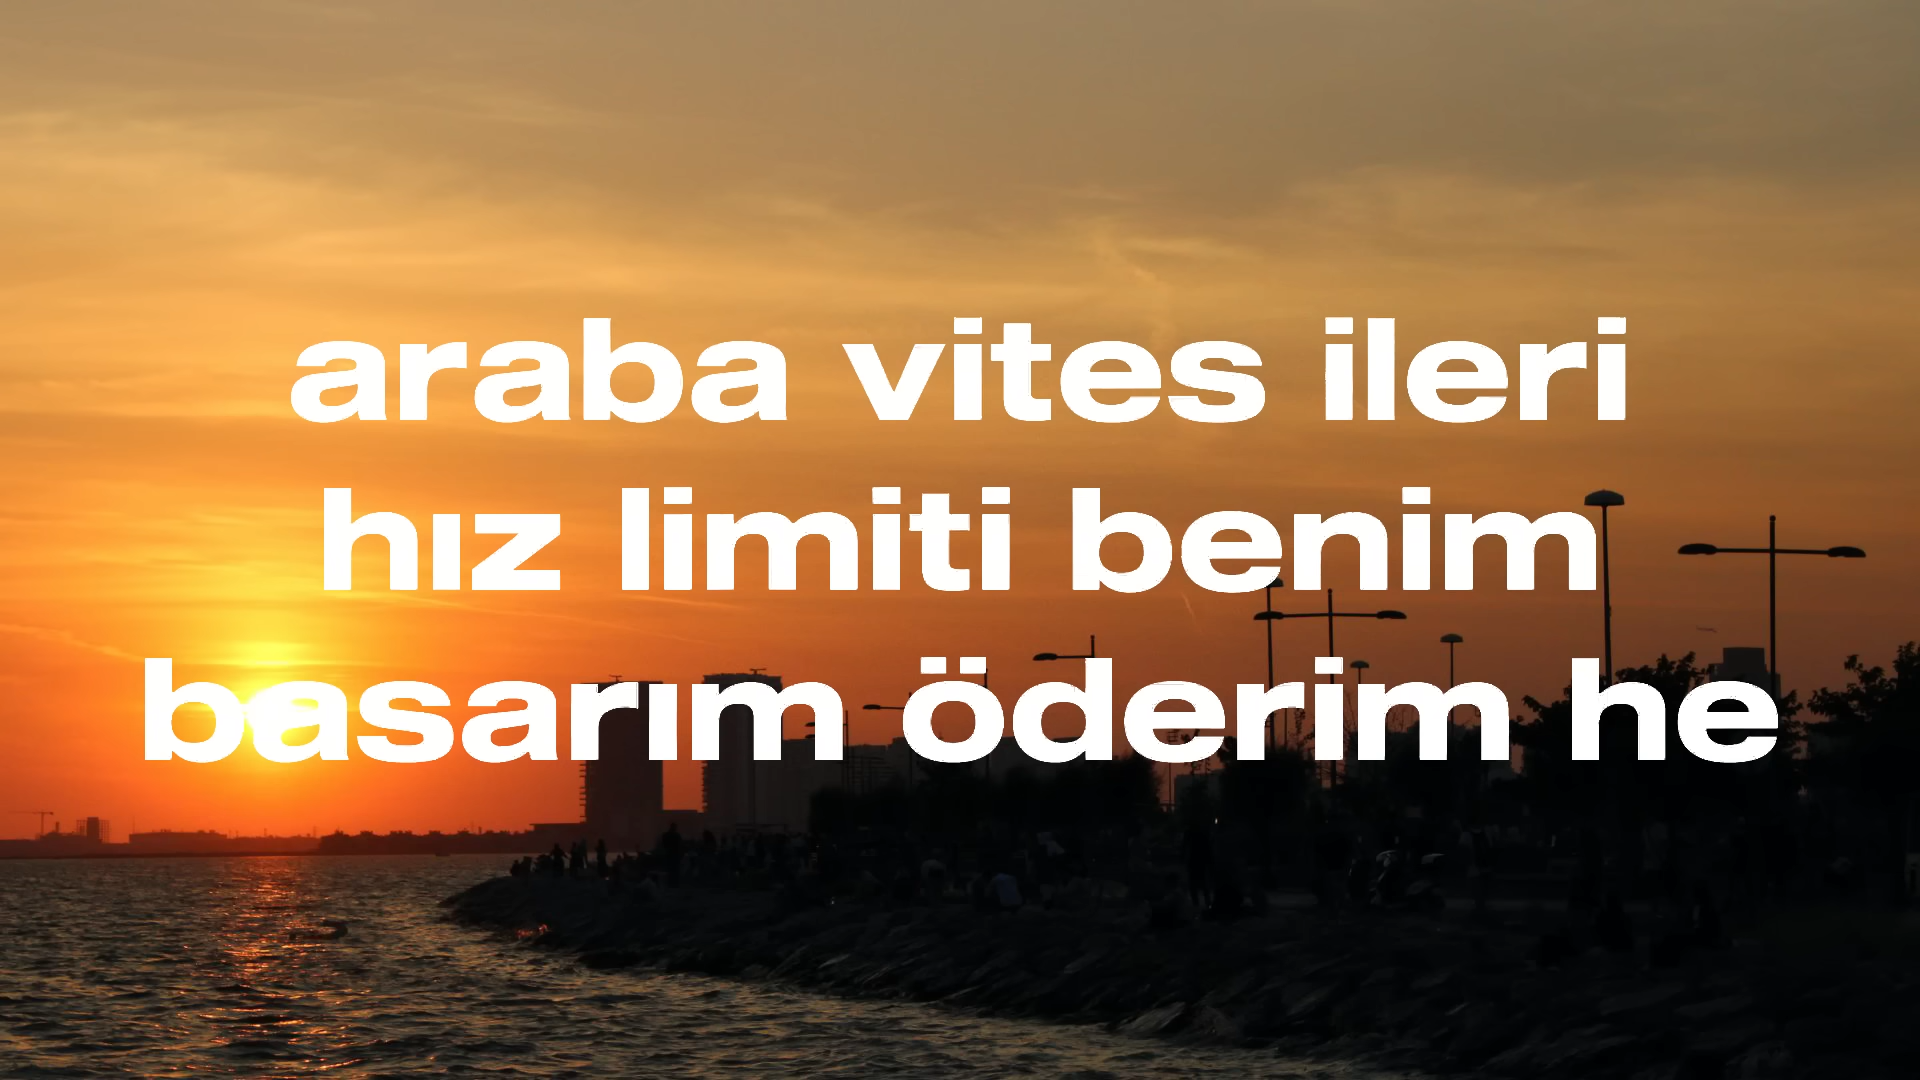 araba vites ileri
hız limiti benim
basarım öderim he